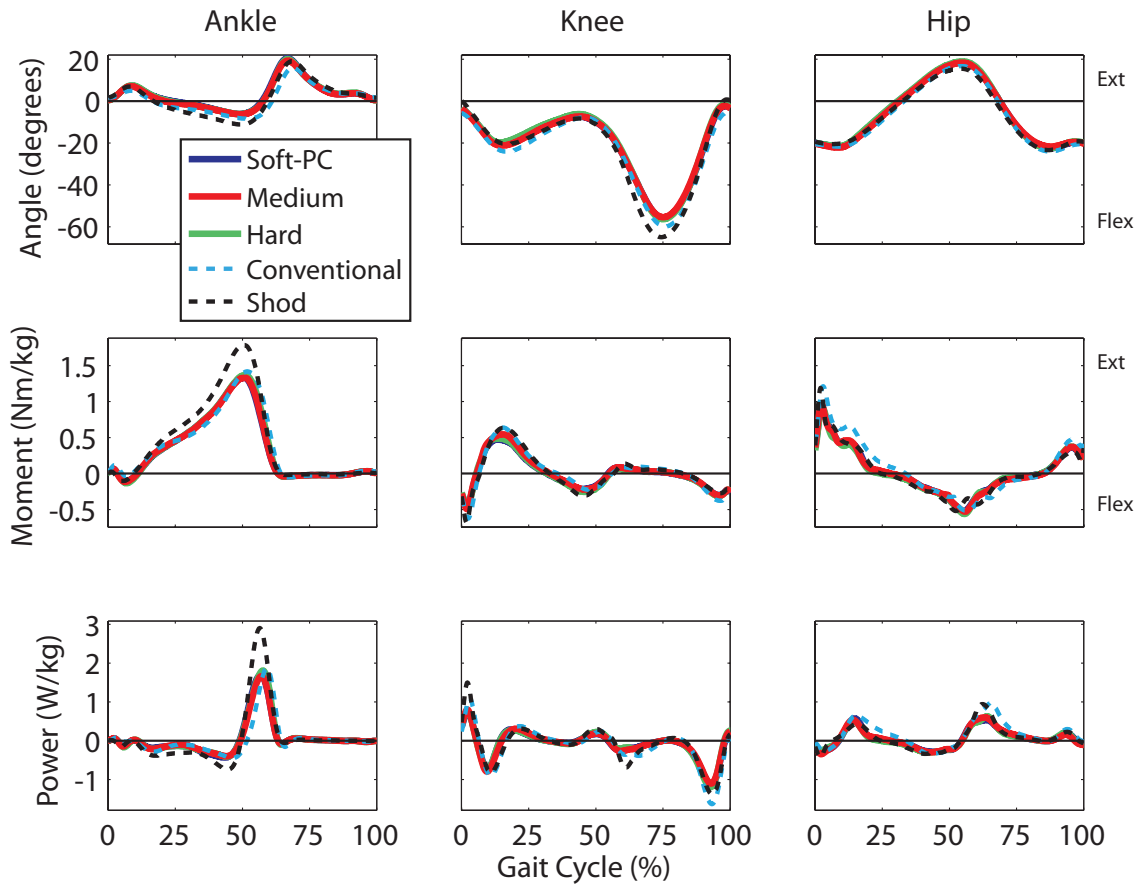 Ankle Knee Hip
Angle (degrees)
20
0
-20
-40
-60
Ext
Flex
Soft-PC
Medium
Hard
Conventional
Shod
Moment (Nm/kg)
1.5
1
0.5
0
-0.5
Ext
Flex
Power (W/kg)
3
2
1
0
-1
0 25 50 75 100 0 25 50 75 100 0 25 50 75 100
Gait Cycle (%)